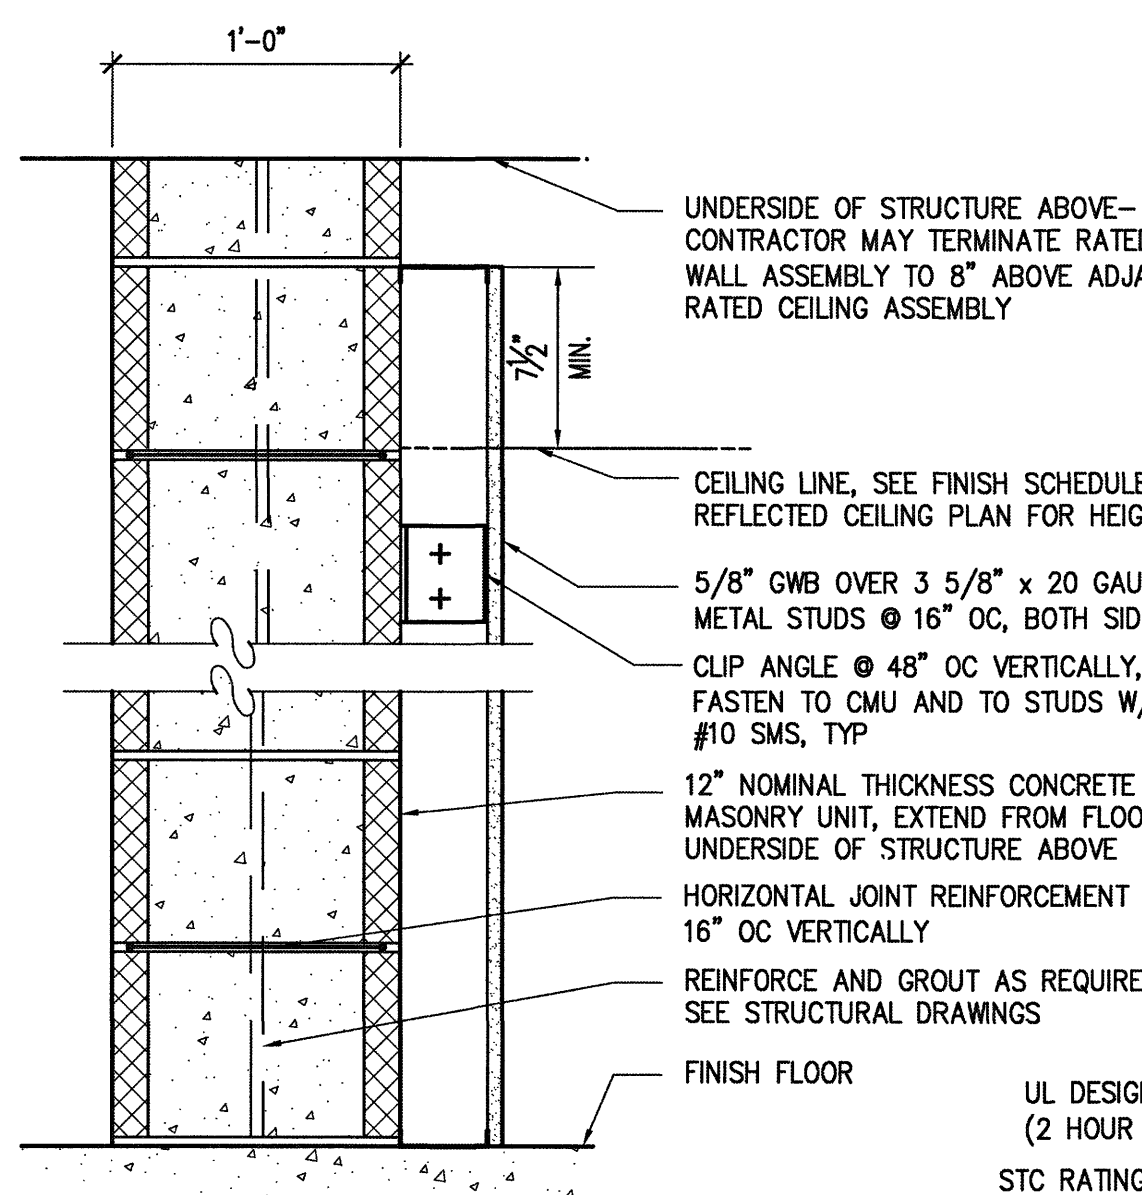 1'-0"
UNDERSIDE OF STRUCTURE ABOVE-
CONTRACTOR MAY TERMINATE RATED
WALL ASSEMBLY TO 8" ABOVE ADJA
RATED CEILING ASSEMBLY
7½"
MIN.
CEILING LINE, SEE FINISH SCHEDULE
REFLECTED CEILING PLAN FOR HEIG
5/8" GWB OVER 3 5/8" x 20 GAU
METAL STUDS @ 16" OC, BOTH SID
CLIP ANGLE @ 48" OC VERTICALLY,
FASTEN TO CMU AND TO STUDS W/
#10 SMS, TYP
12" NOMINAL THICKNESS CONCRETE
MASONRY UNIT, EXTEND FROM FLOO
UNDERSIDE OF STRUCTURE ABOVE
HORIZONTAL JOINT REINFORCEMENT
16" OC VERTICALLY
REINFORCE AND GROUT AS REQUIRE
SEE STRUCTURAL DRAWINGS
FINISH FLOOR
UL DESIG
(2 HOUR
STC RATING